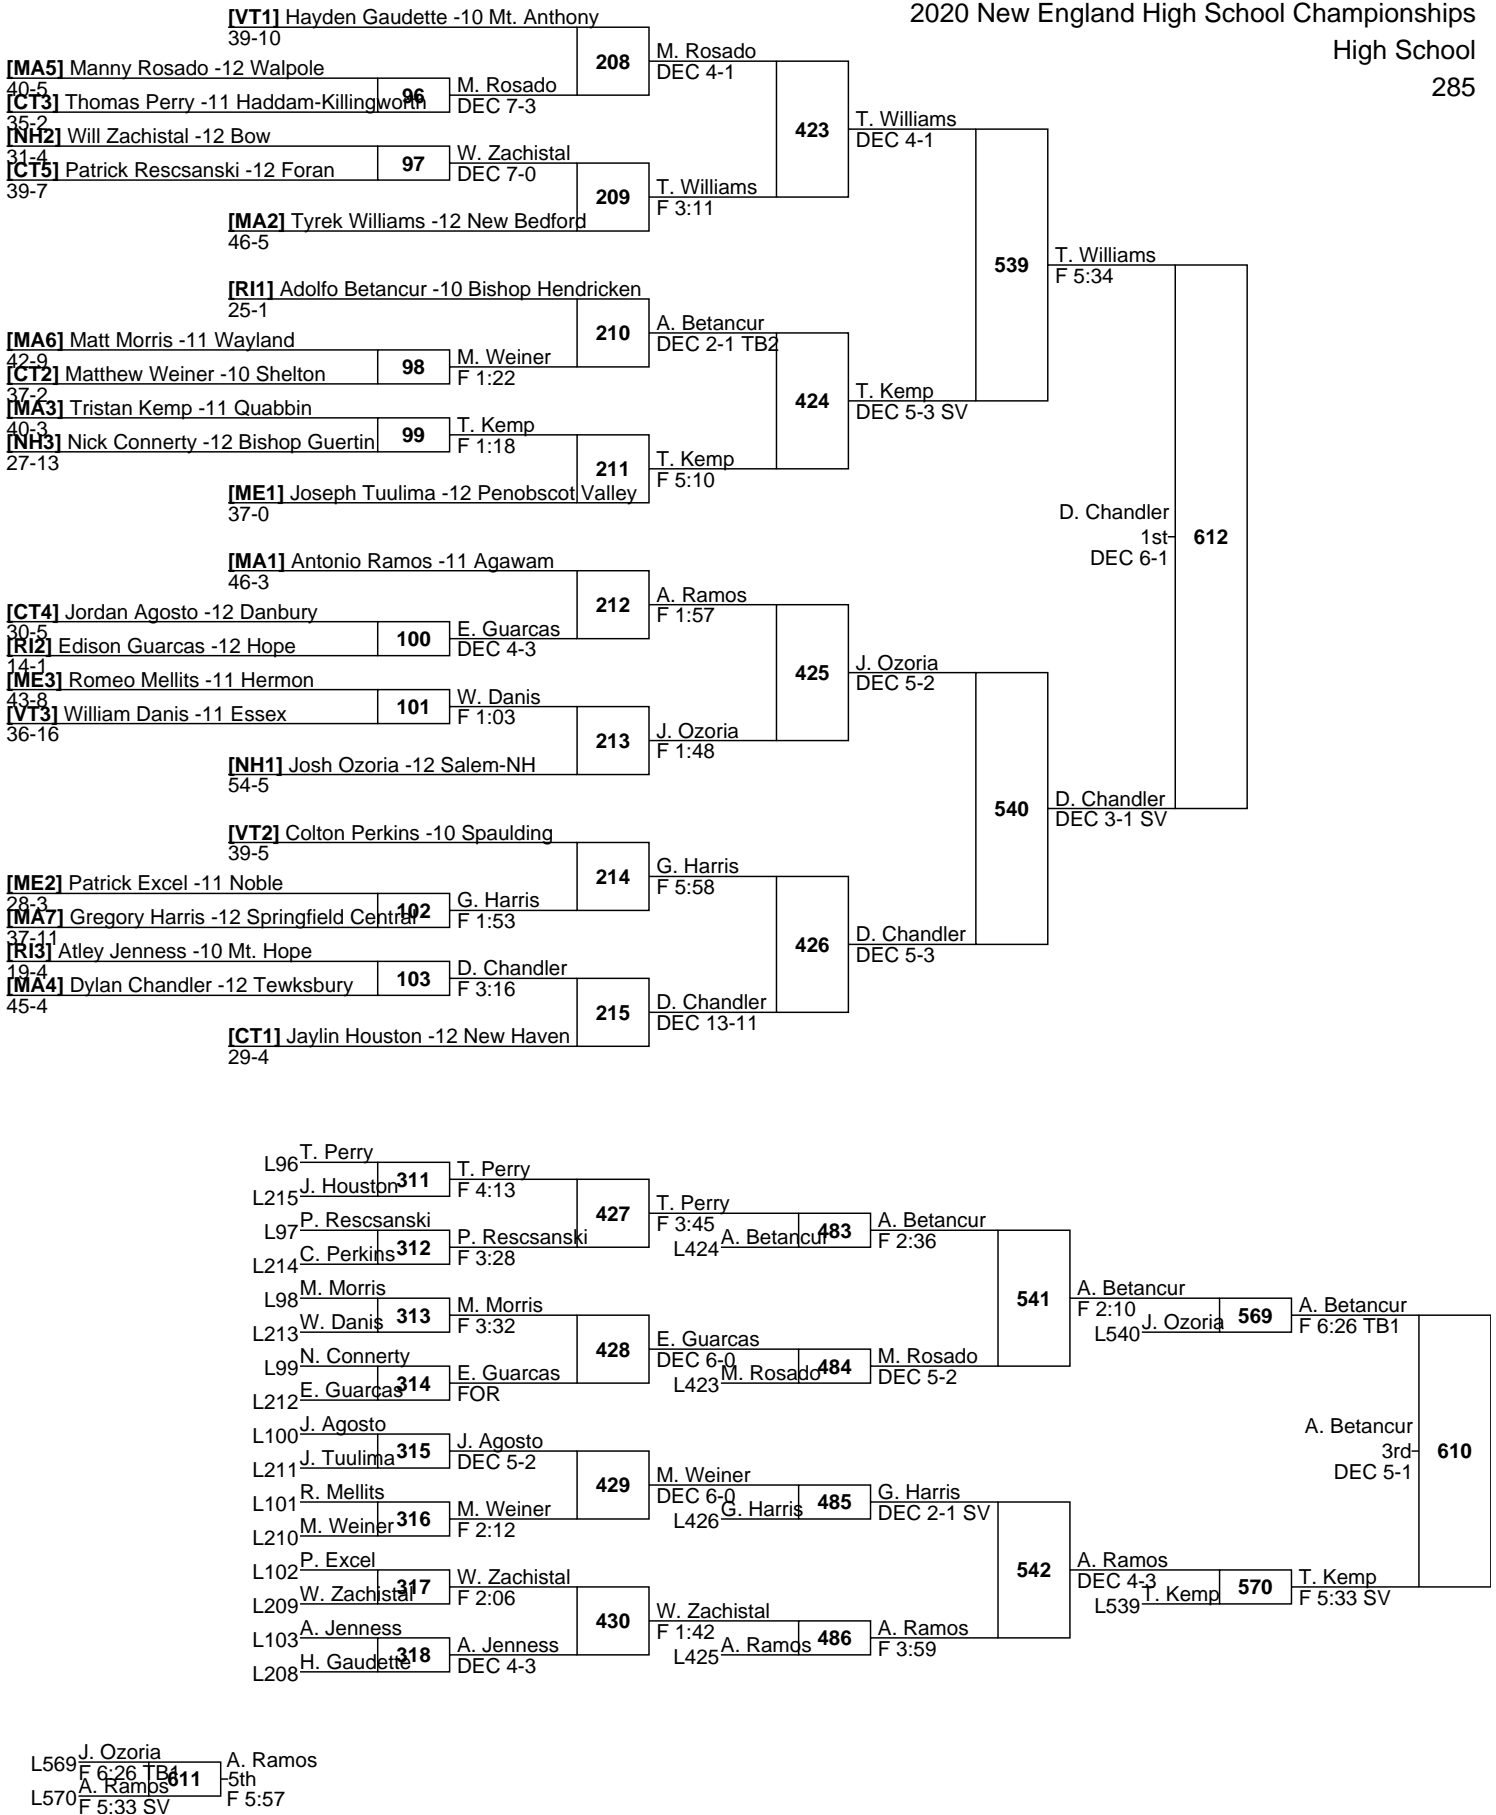 2020 New England High School Championships
High School
285
[VT1] Hayden Gaudette -10 Mt. Anthony
39-10
[MA5] Manny Rosado -12 Walpole
40-5
[CT3] Thomas Perry -11 Haddam-Killingworth
35-2
[NH2] Will Zachistal -12 Bow
31-4
[CT5] Patrick Rescsanski -12 Foran
39-7
[MA2] Tyrek Williams -12 New Bedford
46-5
[RI1] Adolfo Betancur -10 Bishop Hendricken
25-1
[MA6] Matt Morris -11 Wayland
42-9
[CT2] Matthew Weiner -10 Shelton
37-2
[MA3] Tristan Kemp -11 Quabbin
40-3
[NH3] Nick Connerty -12 Bishop Guertin
27-13
[ME1] Joseph Tuulima -12 Penobscot Valley
37-0
[MA1] Antonio Ramos -11 Agawam
46-3
[CT4] Jordan Agosto -12 Danbury
30-5
[RI2] Edison Guarcas -12 Hope
14-1
[ME3] Romeo Mellits -11 Hermon
43-8
[VT3] William Danis -11 Essex
36-16
[NH1] Josh Ozoria -12 Salem-NH
54-5
[VT2] Colton Perkins -10 Spaulding
39-5
[ME2] Patrick Excel -11 Noble
28-3
[MA7] Gregory Harris -12 Springfield Central
37-11
[RI3] Atley Jenness -10 Mt. Hope
19-4
[MA4] Dylan Chandler -12 Tewksbury
45-4
[CT1] Jaylin Houston -12 New Haven
29-4
96
M. Rosado
DEC 7-3
97
W. Zachistal
DEC 7-0
98
M. Weiner
F 1:22
99
T. Kemp
F 1:18
100
E. Guarcas
DEC 4-3
101
W. Danis
F 1:03
102
G. Harris
F 1:53
103
D. Chandler
F 3:16
208
M. Rosado
DEC 4-1
209
T. Williams
F 3:11
210
A. Betancur
DEC 2-1 TB2
211
T. Kemp
F 5:10
212
A. Ramos
F 1:57
213
J. Ozoria
F 1:48
214
G. Harris
F 5:58
215
D. Chandler
DEC 13-11
423
T. Williams
DEC 4-1
424
T. Kemp
DEC 5-3 SV
425
J. Ozoria
DEC 5-2
426
D. Chandler
DEC 5-3
539
T. Williams
F 5:34
540
D. Chandler
DEC 3-1 SV
D. Chandler
1st
612
DEC 6-1
L96 T. Perry
311
L215 J. Houston
T. Perry
F 4:13
L97 P. Rescsanski
312
L214 C. Perkins
P. Rescsanski
F 3:28
L98 M. Morris
313
L213 W. Danis
M. Morris
F 3:32
L99 N. Connerty
314
L212 E. Guarcas
E. Guarcas
FOR
L100 J. Agosto
315
L211 J. Tuulima
J. Agosto
DEC 5-2
L101 R. Mellits
316
L210 M. Weiner
M. Weiner
F 2:12
L102 P. Excel
317
L209 W. Zachistal
W. Zachistal
F 2:06
L103 A. Jenness
318
L208 H. Gaudette
A. Jenness
DEC 4-3
427
T. Perry
F 3:45
L424 A. Betancur
483
A. Betancur
F 2:36
428
E. Guarcas
DEC 6-0
L423 M. Rosado
484
M. Rosado
DEC 5-2
429
M. Weiner
DEC 6-0
L426 G. Harris
485
G. Harris
DEC 2-1 SV
430
W. Zachistal
F 1:42
L425 A. Ramos
486
A. Ramos
F 3:59
541
A. Betancur
F 2:10
L540 J. Ozoria
569
A. Betancur
F 6:26 TB1
542
A. Ramos
DEC 4-3
L539 T. Kemp
570
T. Kemp
F 5:33 SV
A. Betancur
3rd
610
DEC 5-1
L569 J. Ozoria
F 6:26 TB1
611
L570 A. Ramos
F 5:33 SV
A. Ramos
5th
F 5:57